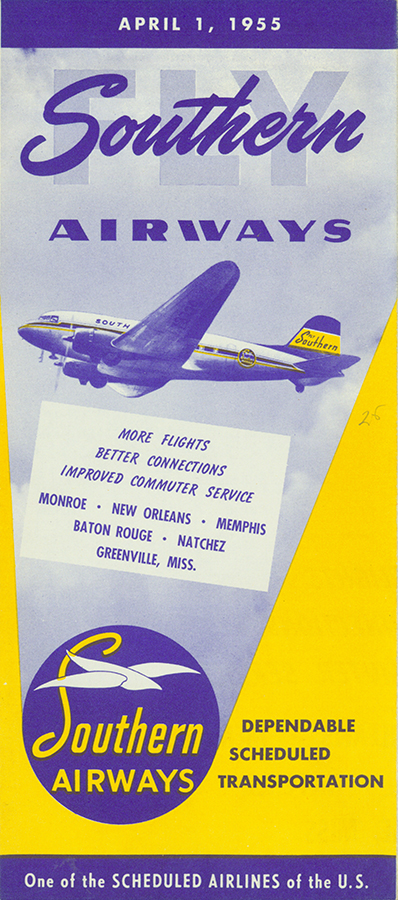 APRIL 1, 1955
FLY
Southern
AIRWAYS
SOUTH
Fly
Southern
MORE FLIGHTS
BETTER CONNECTIONS
IMPROVED COMMUTER SERVICE
MONROE • NEW ORLEANS • MEMPHIS
BATON ROUGE • NATCHEZ
GREENVILLE, MISS.
25
Southern
AIRWAYS
DEPENDABLE
SCHEDULED
TRANSPORTATION
One of the SCHEDULED AIRLINES of the U.S.